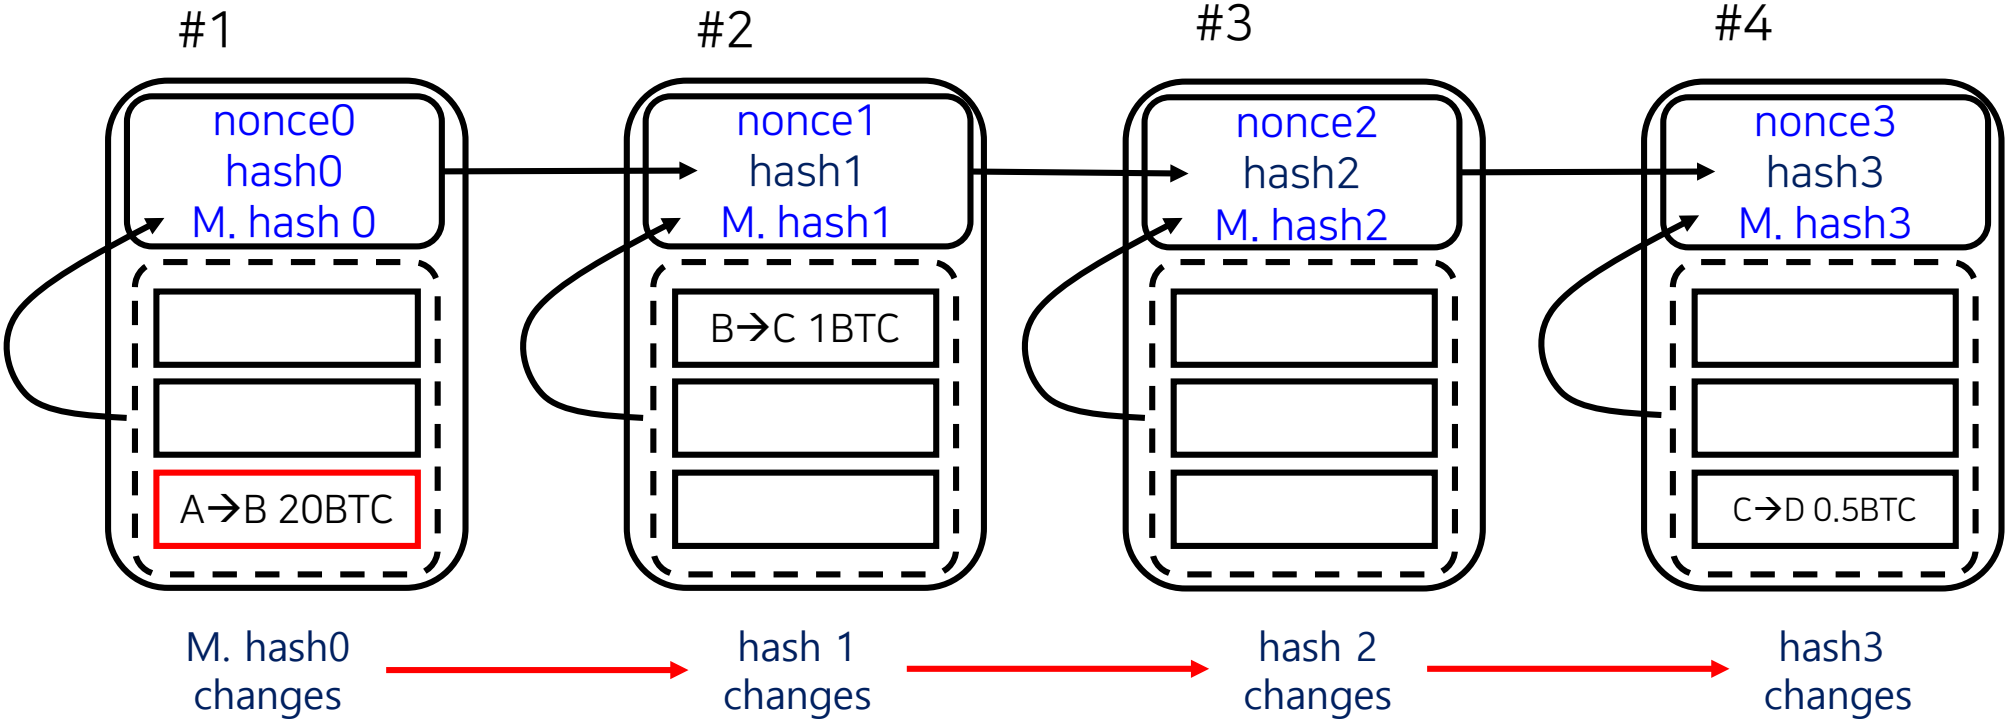 #1
#2
#3
#4
nonce0
hash0
M. hash 0
nonce1
hash1
M. hash1
nonce2
hash2
M. hash2
nonce3
hash3
M. hash3
B→C 1BTC
A→B 20BTC
C→D 0.5BTC
M. hash0
changes
hash 1
changes
hash 2
changes
hash3
changes